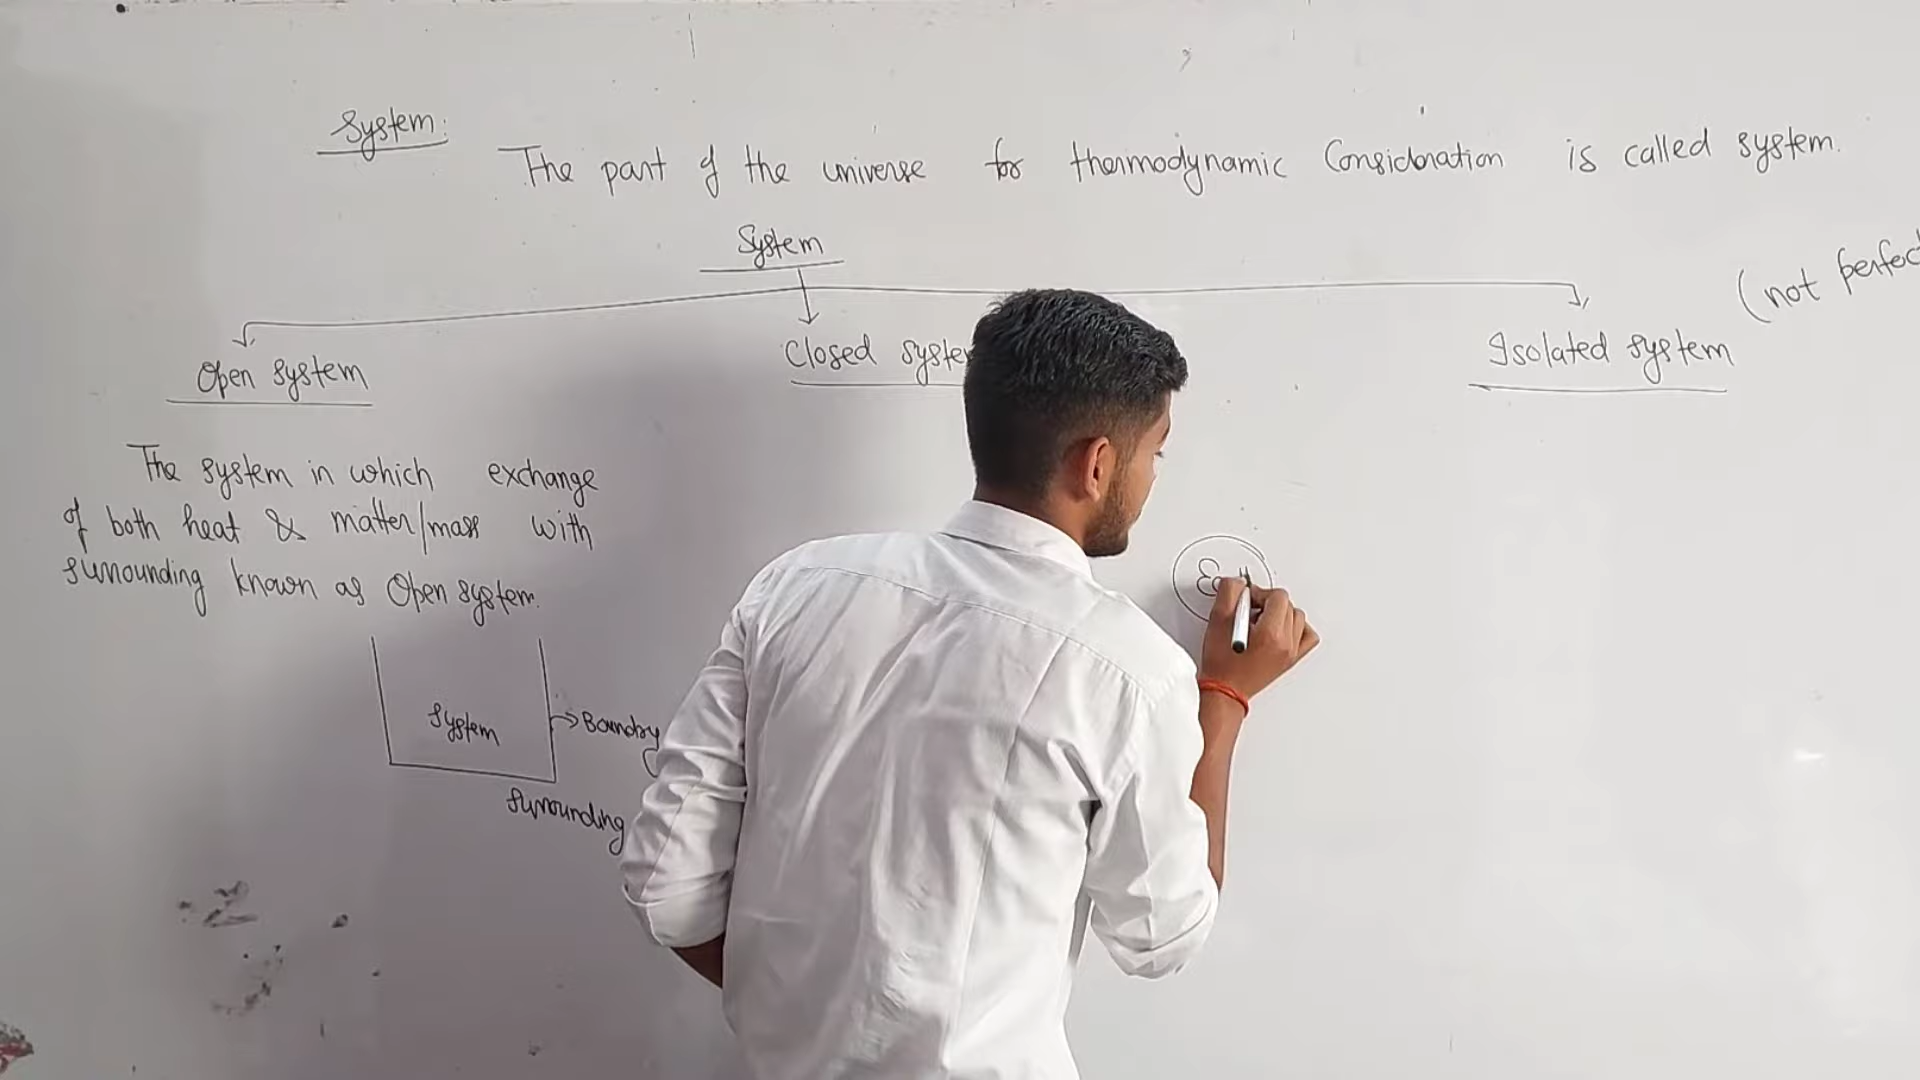 System:
The part of the universe for thermodynamic Consideration is called system.
System
(not perfect
Open system
Closed system
Isolated system
The system in which exchange
of both heat & matter/mass with
surrounding known as Open system.
System
Boundry
surrounding